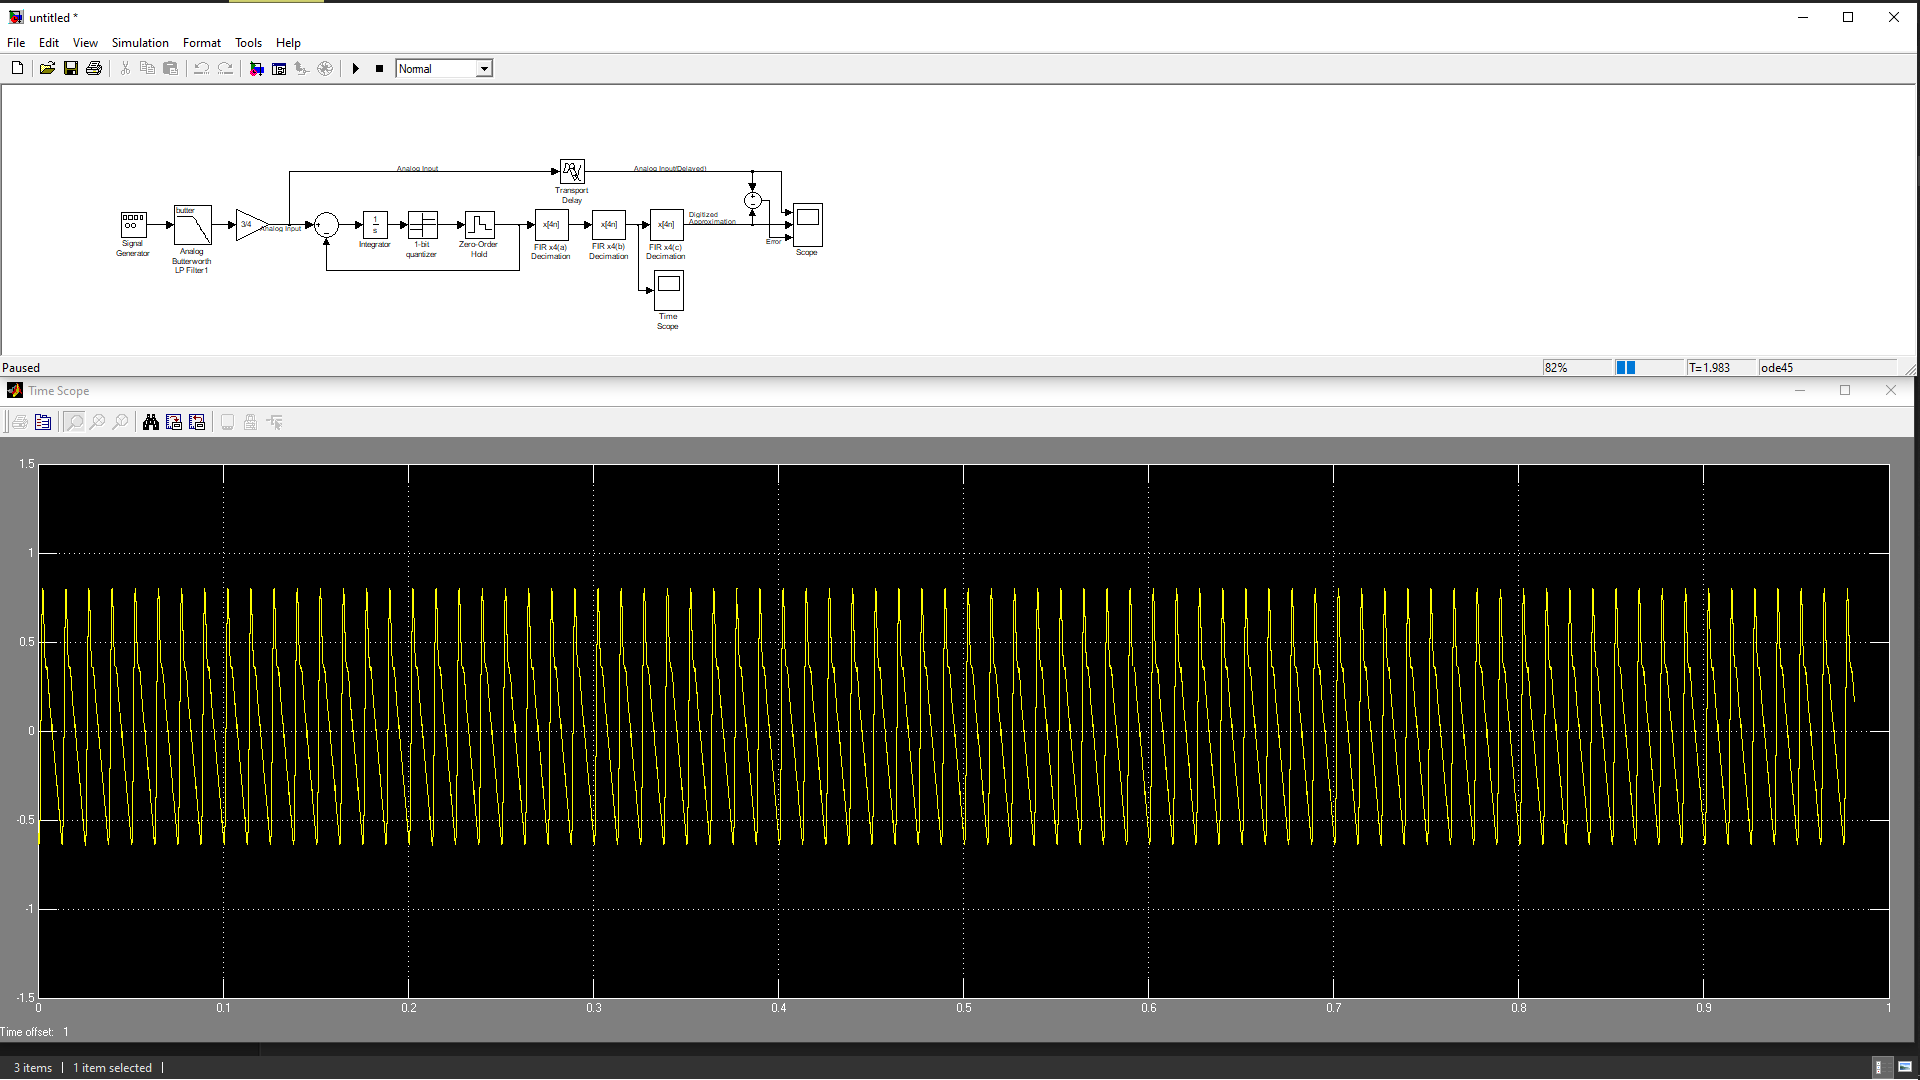 untitled *
File Edit View Simulation Format Tools Help
Normal
Analog Input
Analog Input(Delayed)
Transport
Delay
butter
3/4
Analog Input
1
s
x[4n]
x[4n]
x[4n]
Digitized
Approximation
Error
Signal
Generator
Analog
Butterworth
LP Filter1
Integrator
1-bit
quantizer
Zero-Order
Hold
FIR x4(a)
Decimation
FIR x4(b)
Decimation
FIR x4(c)
Decimation
Scope
Time
Scope
Paused 82% T=1.983 ode45
Time Scope
1.5
1
0.5
0
-0.5
-1
-1.5
0 0.1 0.2 0.3 0.4 0.5 0.6 0.7 0.8 0.9 1
Time offset: 1
3 items 1 item selected